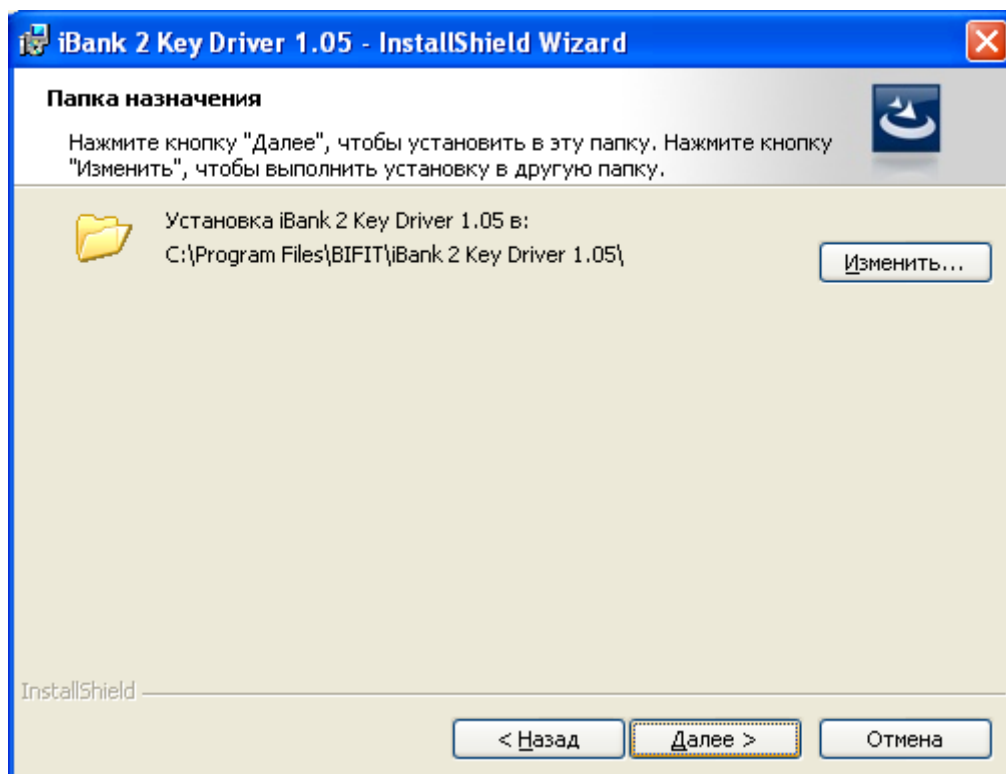 iBank 2 Key Driver 1.05 - InstallShield Wizard
Папка назначения
Нажмите кнопку "Далее", чтобы установить в эту папку. Нажмите кнопку
"Изменить", чтобы выполнить установку в другую папку.
Установка iBank 2 Key Driver 1.05 в:
C:\Program Files\BIFIT\iBank 2 Key Driver 1.05\
Изменить...
InstallShield
< Назад
Далее >
Отмена